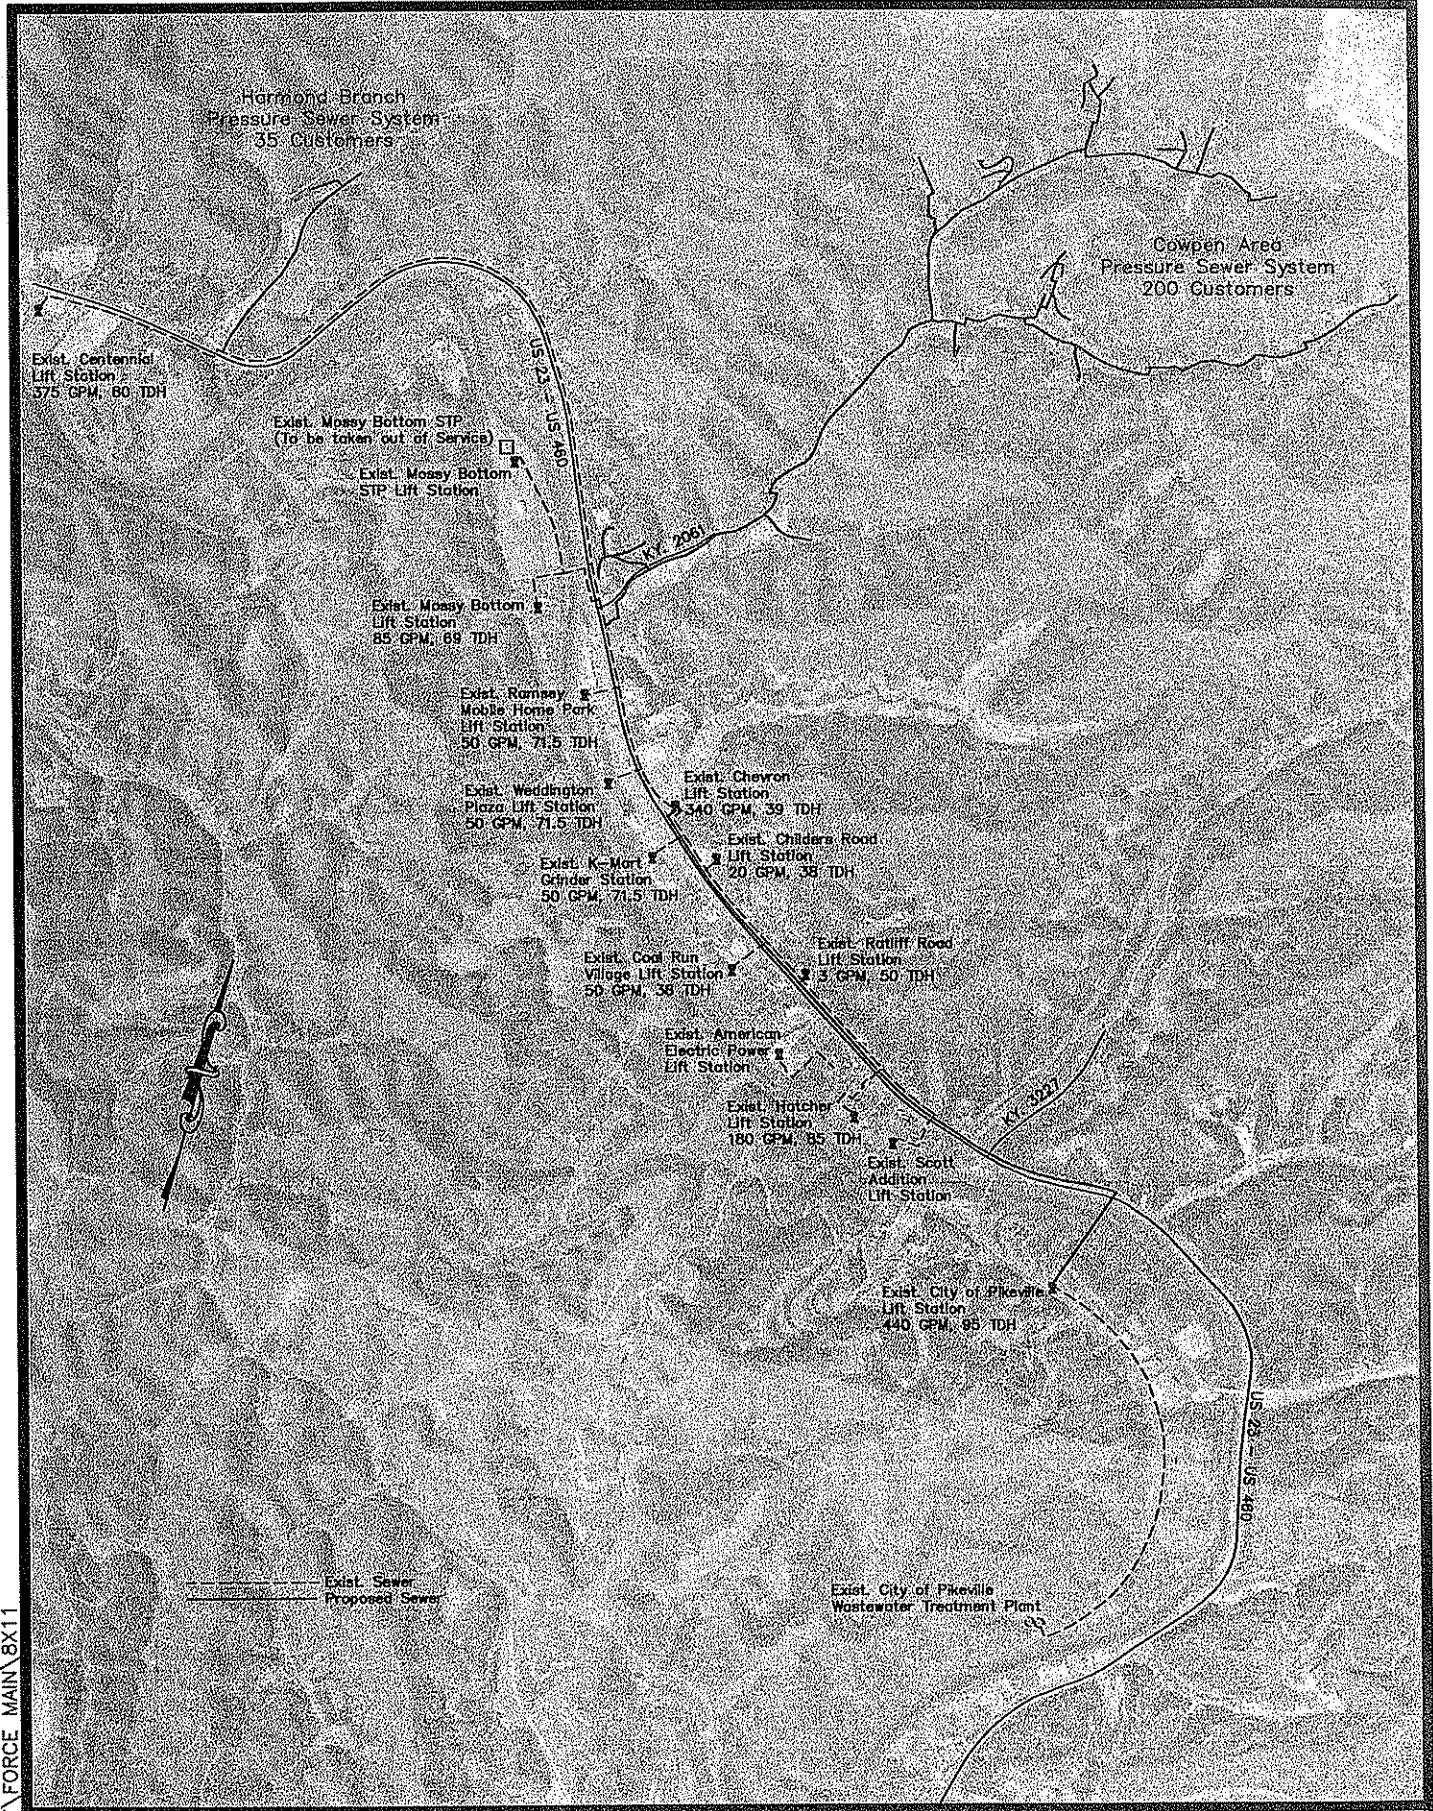 Harmond Branch
Pressure Sewer System
35 Customers
Cowpen Area
Pressure Sewer System
200 Customers
Exist. Centennial
Lift Station
375 GPM, 60 TDH
US 23 - US 460
Exist. Mossy Bottom STP
(To be taken out of Service)
Exist. Mossy Bottom
STP Lift Station
KY. 2061
Exist. Mossy Bottom
Lift Station
85 GPM, 69 TDH
Exist. Ramsey
Mobile Home Park
Lift Station
50 GPM, 71.5 TDH
Exist. Weddington
Plaza Lift Station
50 GPM, 71.5 TDH
Exist. Chevron
Lift Station
340 GPM, 39 TDH
Exist. Childers Road
Lift Station
20 GPM, 38 TDH
Exist. K-Mart
Grinder Station
50 GPM, 71.5 TDH
Exist. Ratliff Road
Lift Station
3 GPM, 50 TDH
Exist. Coal Run
Village Lift Station
50 GPM, 38 TDH
Exist. American
Electric Power
Lift Station
Exist. Hatcher
Lift Station
180 GPM, 85 TDH
KY. 3227
Exist. Scott
Addition
Lift Station
Exist. City of Pikeville
Lift Station
440 GPM, 95 TDH
US 23 - US 460
Exist. Sewer
Proposed Sewer
Exist. City of Pikeville
Wastewater Treatment Plant
\FORCE MAIN\8X11